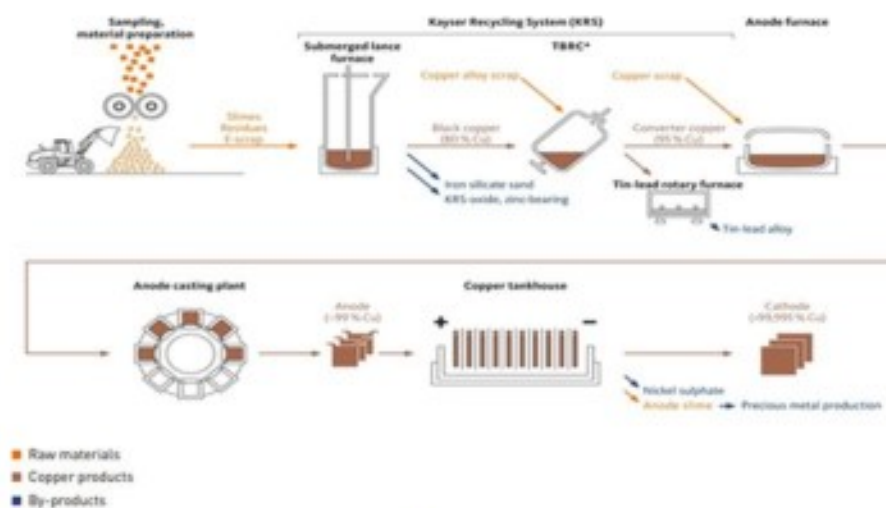 Sampling,
material preparation
Kayser Recycling System (KRS)
Anode furnace
Submerged lance
furnace
TBRC*
Copper alloy scrap
Copper scrap
Slimes
Residues
E-scrap
Black copper
(80 % Cu)
Converter copper
(95 % Cu)
Iron silicate sand
KRS oxide, zinc-bearing
Tin-lead rotary furnace
Tin-lead alloy
Anode casting plant
Anode
(~99 % Cu)
Copper tankhouse
+
−
Cathode
(>99,995 % Cu)
Nickel sulphate
Anode slime
Precious metal production
Raw materials
Copper products
By-products